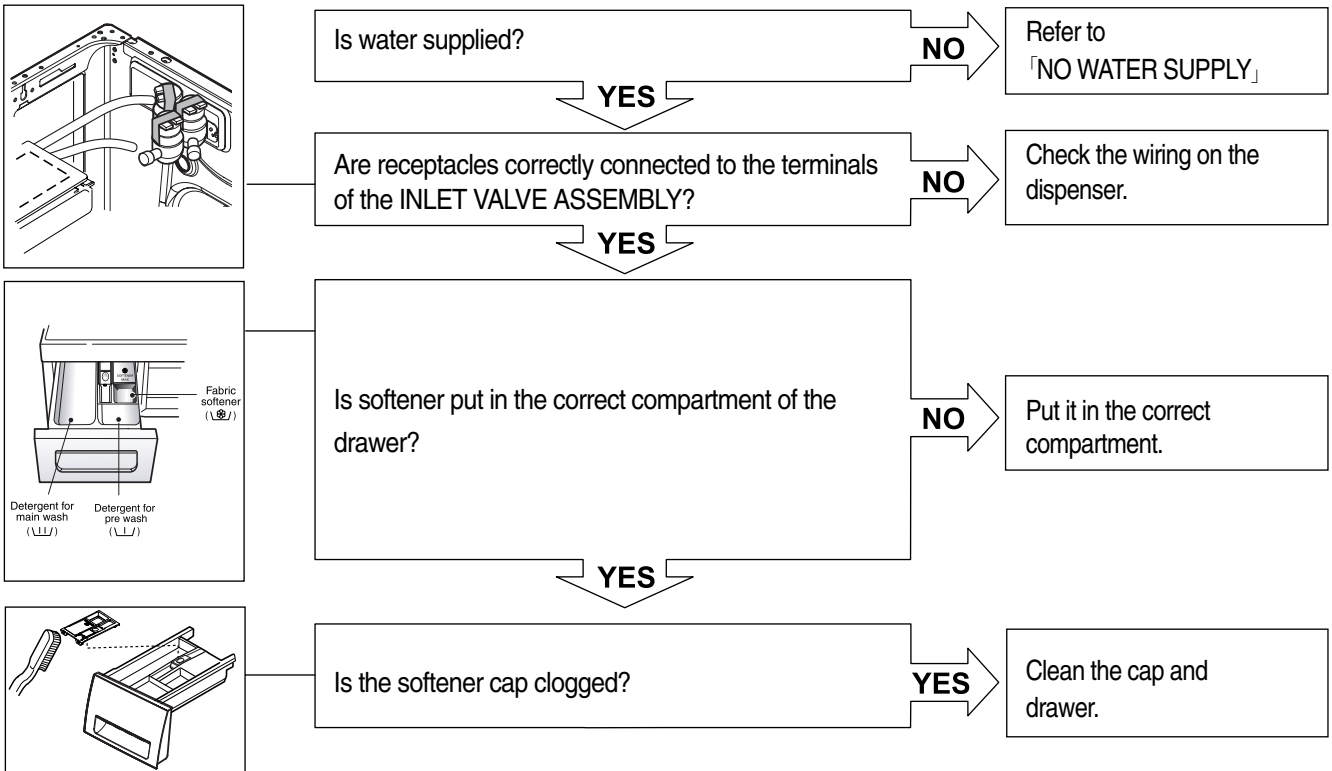 Is water supplied?
NO
Refer to
「NO WATER SUPPLY」
YES
Are receptacles correctly connected to the terminals
of the INLET VALVE ASSEMBLY?
NO
Check the wiring on the
dispenser.
YES
SOFTENER
MAX
Fabric
softener
Detergent for
main wash
Detergent for
pre wash
Is softener put in the correct compartment of the
drawer?
NO
Put it in the correct
compartment.
YES
Is the softener cap clogged?
YES
Clean the cap and
drawer.